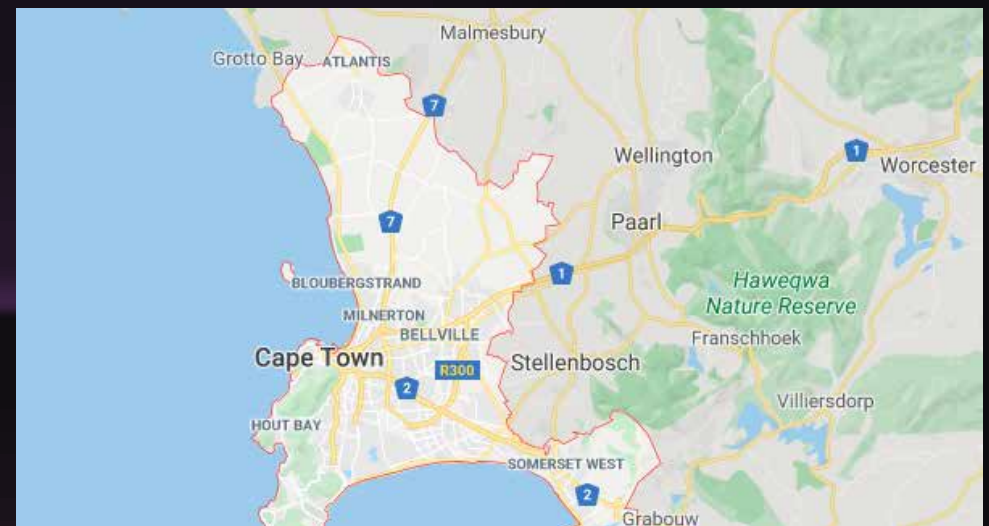 Malmesbury
Grotto Bay
ATLANTIS
7
1
Wellington
Worcester
Paarl
7
1
Haweqwa
Nature Reserve
BLOUBERGSTRAND
MILNERTON
BELLVILLE
Franschhoek
Cape Town
R300
Stellenbosch
2
Villiersdorp
HOUT BAY
SOMERSET WEST
2
Grabouw